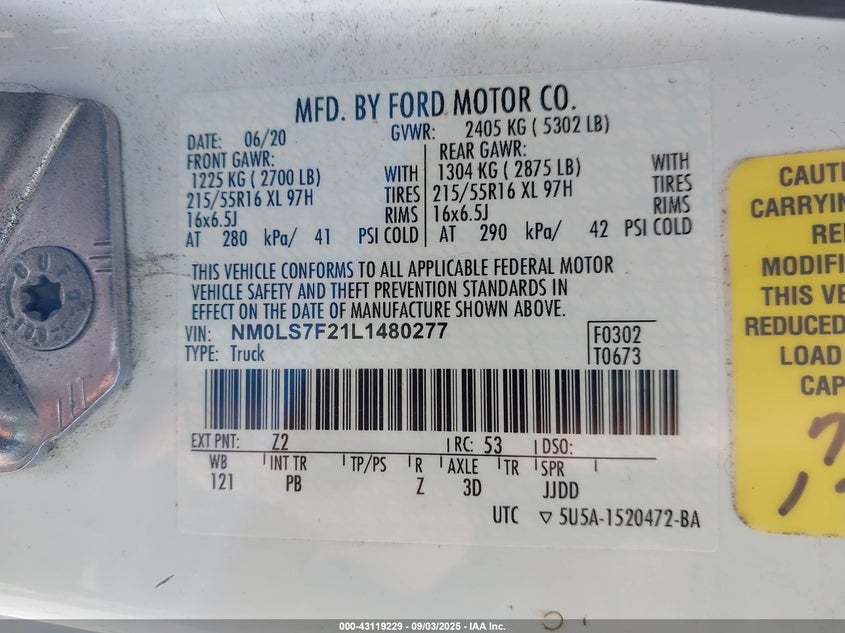 MFD. BY FORD MOTOR CO.
DATE: 06/20 GVWR: 2405 KG ( 5302 LB)
FRONT GAWR: REAR GAWR:
1225 KG ( 2700 LB) WITH 1304 KG ( 2875 LB) WITH
215/55R16 XL 97H TIRES 215/55R16 XL 97H TIRES
16x6.5J RIMS 16x6.5J RIMS
AT 280 kPa/ 41 PSI COLD AT 290 kPa/ 42 PSI COLD
THIS VEHICLE CONFORMS TO ALL APPLICABLE FEDERAL MOTOR
VEHICLE SAFETY AND THEFT PREVENTION STANDARDS IN
EFFECT ON THE DATE OF MANUFACTURE SHOWN ABOVE.
VIN: NM0LS7F21L1480277 F0302
TYPE: Truck T0673
EXT PNT: Z2 RC: 53 DSO:
WB INT TR TP/PS R AXLE TR SPR
121 PB Z 3D JJDD
UTC ▽ 5U5A-1520472-BA
CARRYIN
MODIFI
THIS VE
REDUCED
LOAD
CAP
000-43119229 - 09/03/2025 - IAA Inc.